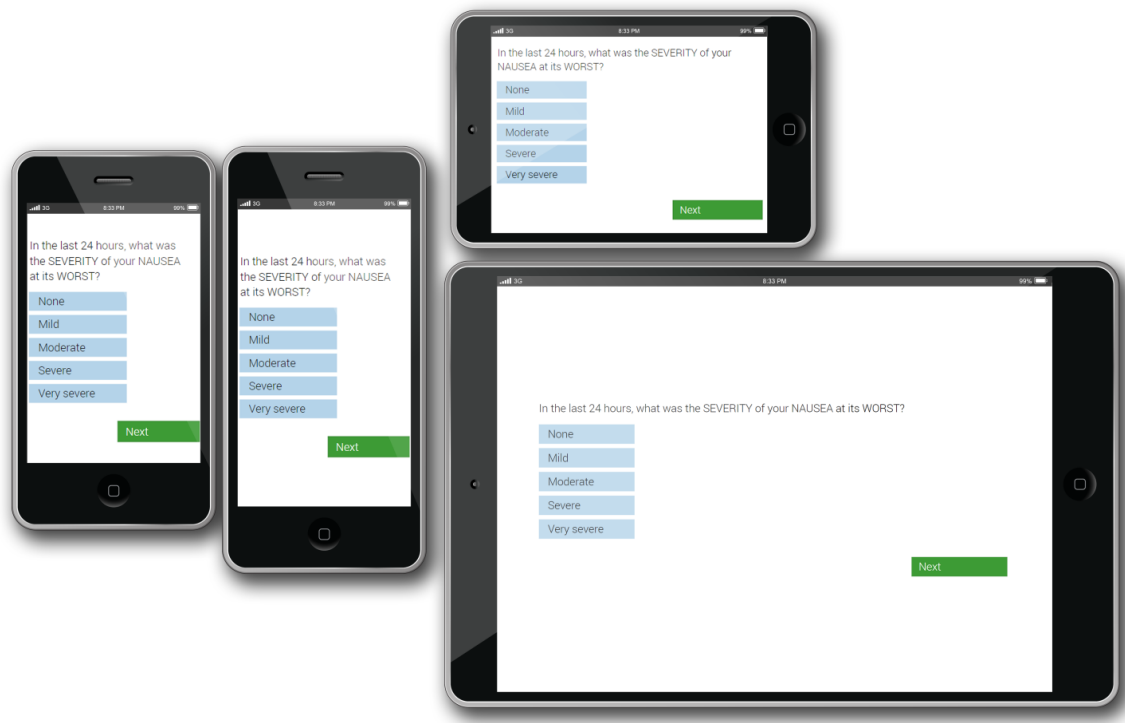 3G 8:33 PM 99%
In the last 24 hours, what was
the SEVERITY of your NAUSEA
at its WORST?
None
Mild
Moderate
Severe
Very severe
Next
3G 8:33 PM 99%
In the last 24 hours, what was
the SEVERITY of your NAUSEA
at its WORST?
None
Mild
Moderate
Severe
Very severe
Next
3G 8:33 PM 99%
In the last 24 hours, what was the SEVERITY of your
NAUSEA at its WORST?
None
Mild
Moderate
Severe
Very severe
Next
3G 8:33 PM 99%
In the last 24 hours, what was the SEVERITY of your NAUSEA at its WORST?
None
Mild
Moderate
Severe
Very severe
Next